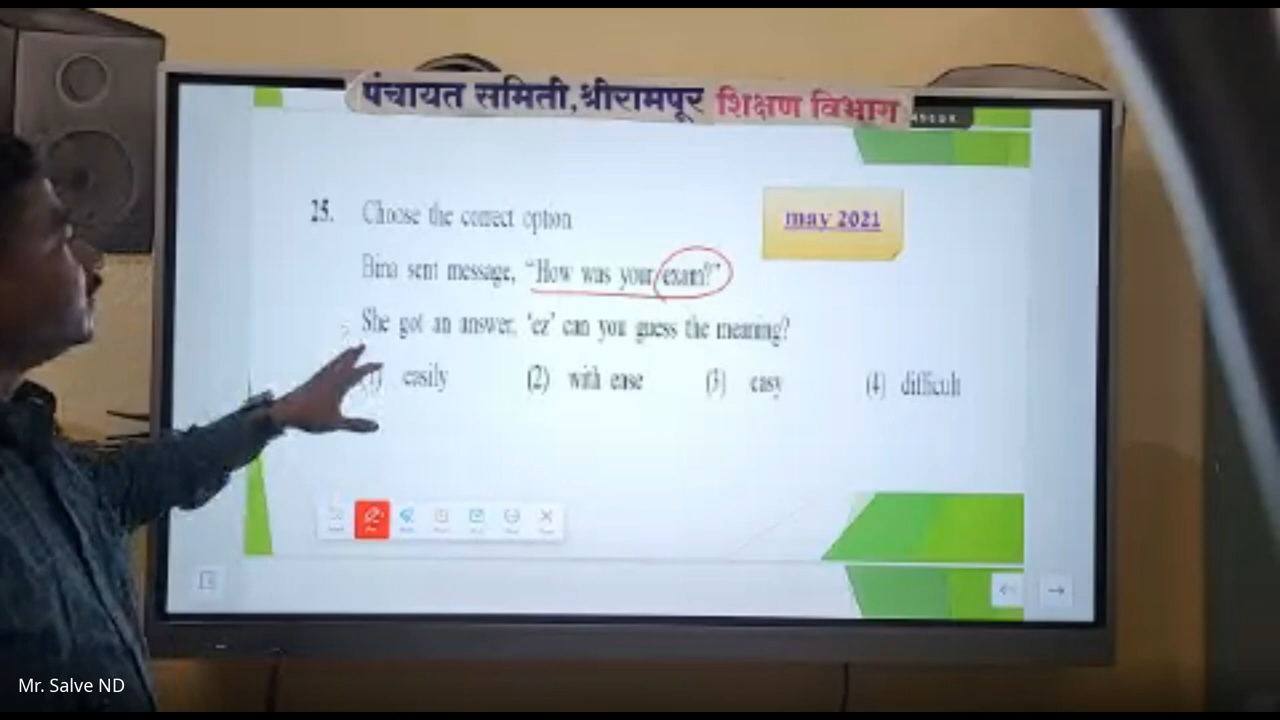 पंचायत समिती,श्रीरामपूर शिक्षण विभाग
may 2021
25. Choose the correct option
Bina sent message, "How was your exam?"
She got an answer, 'ez' can you guess the meaning?
(1) easily (2) with ease (3) easy (4) difficult
Mr. Salve ND